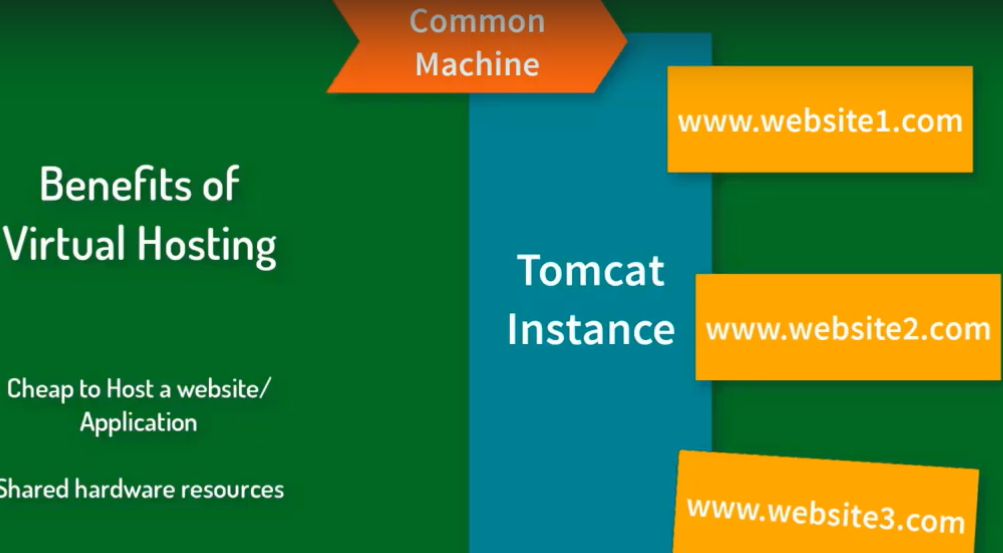 Common
Machine
Benefits of
Virtual Hosting
Cheap to Host a website/
Application
Shared hardware resources
Tomcat
Instance
www.website1.com
www.website2.com
www.website3.com